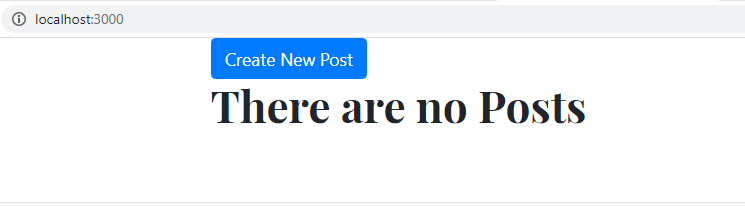 localhost:3000
Create New Post
There are no Posts